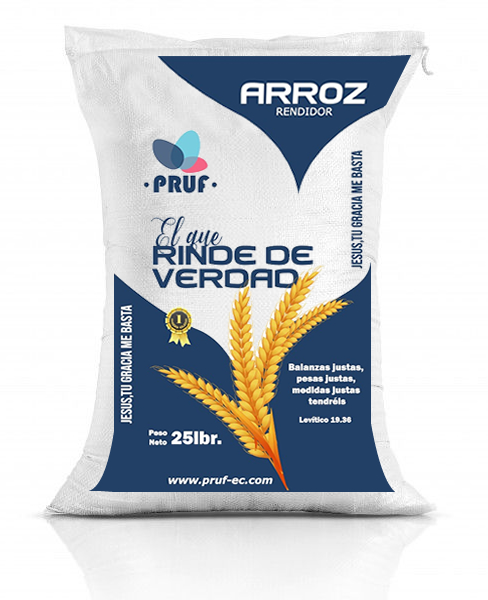 ARROZ
RENDIDOR
·PRUF·
JESUS,TU GRACIA ME BASTA
El que
RINDE DE
VERDAD
1
JESUS,TU GRACIA ME BASTA
Balanzas justas,
pesas justas,
medidas justas
tendréis
Levítico 19.36
Peso
Neto 25lbr.
www.pruf-ec.com